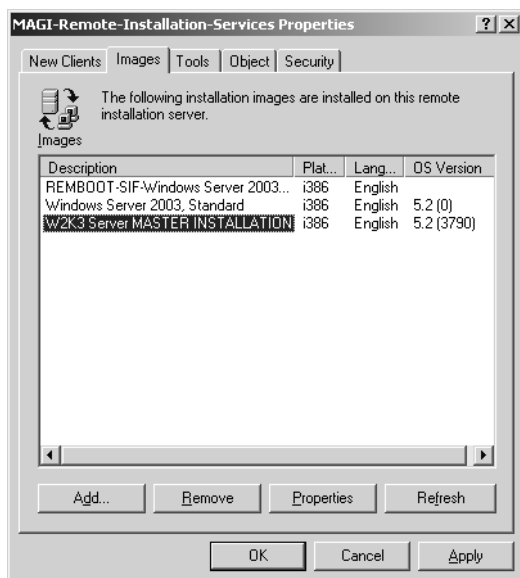 MAGI-Remote-Installation-Services Properties
New Clients Images Tools Object Security
The following installation images are installed on this remote
installation server.
Images
Description Plat... Lang... OS Version
REMBOOT-SIF-Windows Server 2003... i386 English
Windows Server 2003, Standard i386 English 5.2 (0)
W2K3 Server MASTER INSTALLATION i386 English 5.2 (3790)
Add... Remove Properties Refresh
OK Cancel Apply